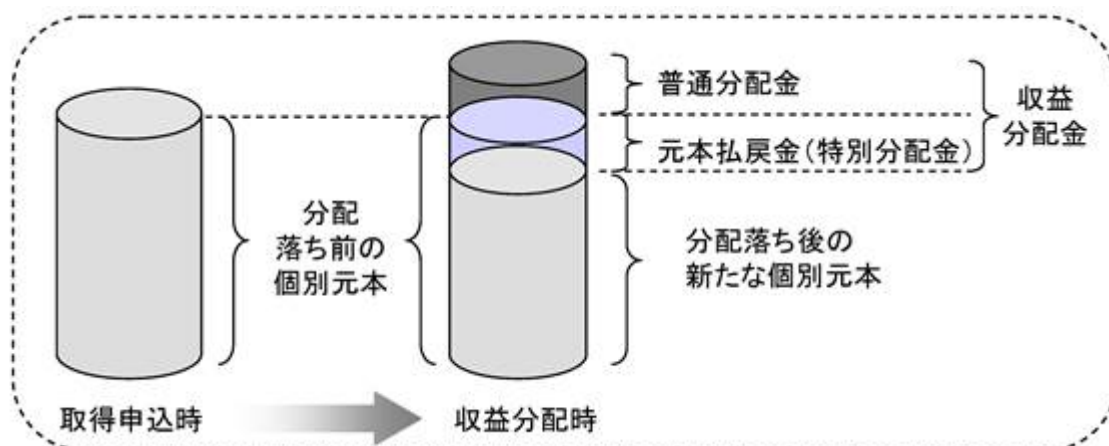 普通分配金
元本払戻金（特別分配金）
収益
分配金
分配
落ち前の
個別元本
分配落ち後の
新たな個別元本
取得申込時
収益分配時